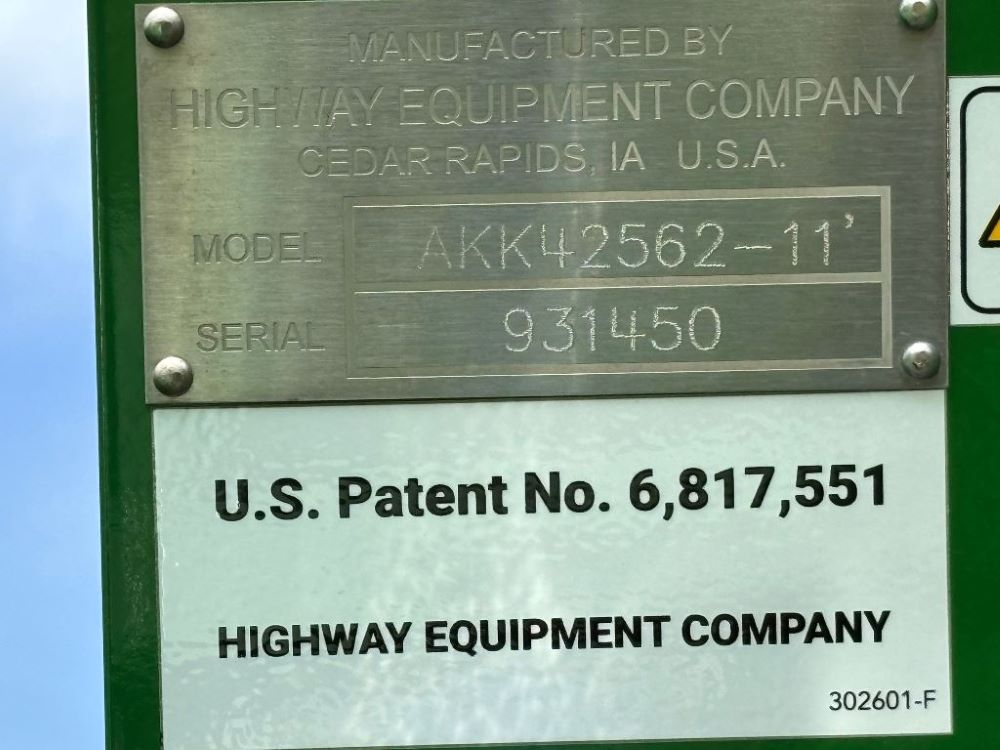 MANUFACTURED BY
HIGHWAY EQUIPMENT COMPANY
CEDAR RAPIDS, IA U.S.A.
MODEL AKK42562-11'
SERIAL 931450
U.S. Patent No. 6,817,551
HIGHWAY EQUIPMENT COMPANY
302601-F